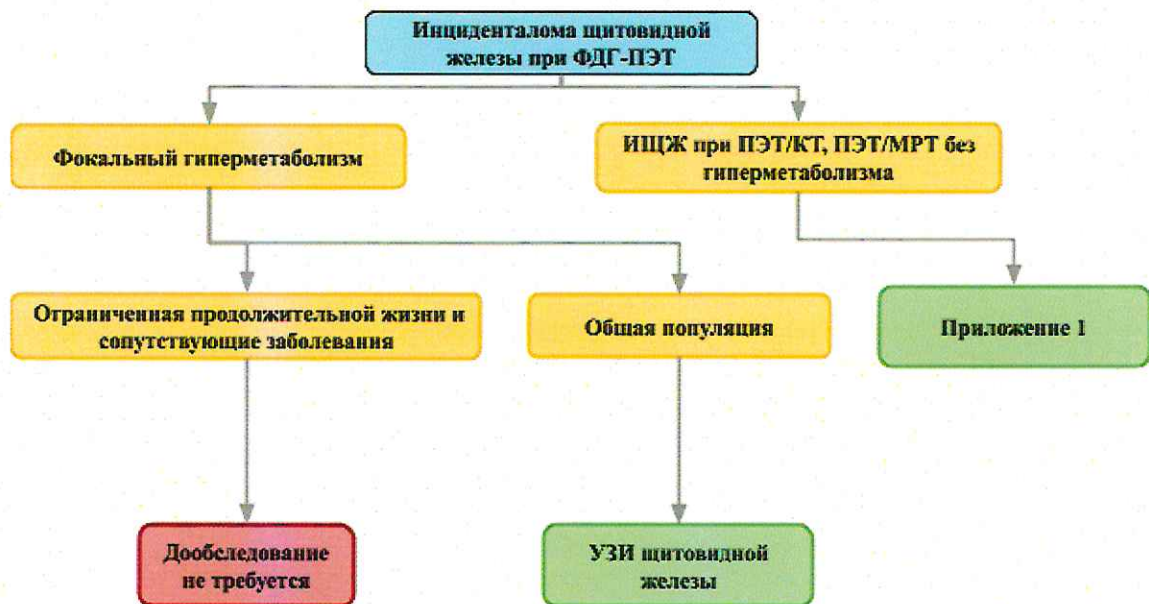 Инциденталома щитовидной
железы при ФДГ-ПЭТ
Фокальный гиперметаболизм
ИЩЖ при ПЭТ/КТ, ПЭТ/МРТ без
гиперметаболизма
Ограниченная продолжительной жизни и
сопутствующие заболевания
Общая популяция
Приложение 1
Дообследование
не требуется
УЗИ щитовидной
железы